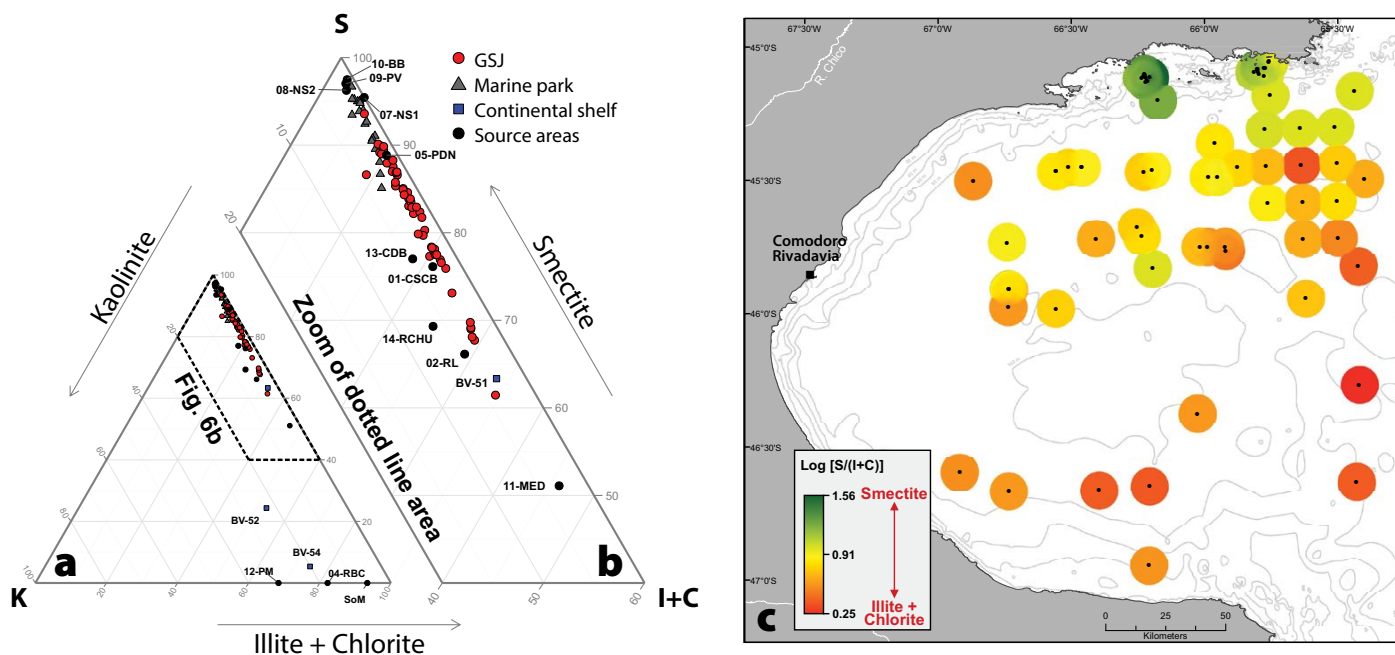 S
100
10-BB
09-PV
08-NS2
07-NS1
10
90
05-PDN
20
80
13-CDB
01-CSCB
70
14-RCHU
02-RL
BV-51
60
11-MED
50
40
50
60
GSJ
Marine park
Continental shelf
Source areas
Kaolinite
Smectite
Zoom of dotted line area
Fig. 6b
100
20
80
40
60
60
40
80
20
100
BV-52
BV-54
12-PM
04-RBC
SoM
20
40
60
80
100
a
b
K
I+C
Illite + Chlorite
67°30'W
67°0'W
66°30'W
66°0'W
65°30'W
45°0'S
45°30'S
46°0'S
46°30'S
47°0'S
R. Chico
Comodoro
Rivadavia
Log [S/(I+C)]
1.56
Smectite
0.91
0.25
Illite +
Chlorite
c
0
25
50
Kilometers